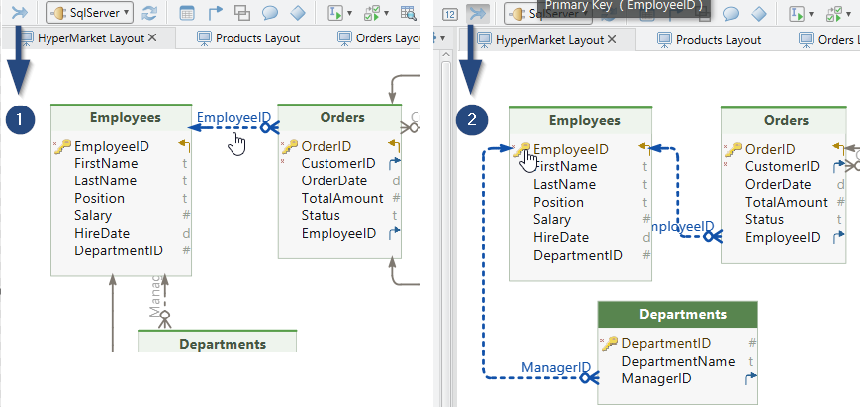 SqlServer
HyperMarket Layout
Products Layout
Orders Layou
1
Employees
EmployeeID
FirstName t
LastName t
Position t
Salary #
HireDate d
DepartmentID #
EmployeeID
Orders
OrderID
CustomerID
OrderDate d
TotalAmount #
Status t
EmployeeID
Manag
Departments
12
SqlServer
Primary Key ( EmployeeID )
HyperMarket Layout
Products Layout
Orders L
2
Employees
EmployeeID
FirstName t
LastName t
Position t
Salary #
HireDate d
DepartmentID #
mployeeID
Orders
OrderID
CustomerID
OrderDate d
TotalAmount #
Status t
EmployeeID
Departments
DepartmentID #
DepartmentName t
ManagerID
ManagerID